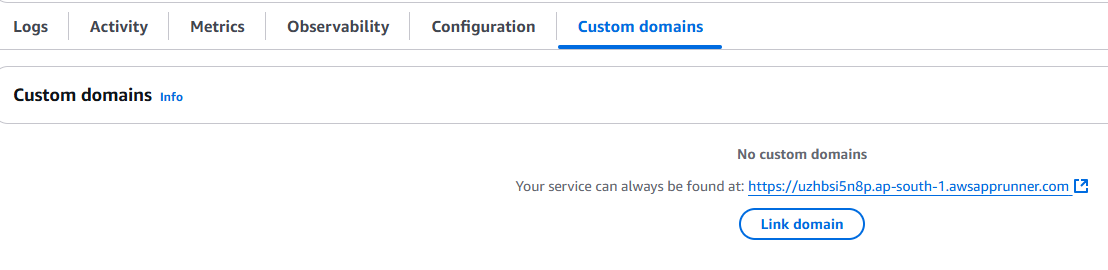 Logs Activity Metrics Observability Configuration Custom domains
Custom domains Info
No custom domains
Your service can always be found at: https://uzhbsi5n8p.ap-south-1.awsapprunner.com
Link domain